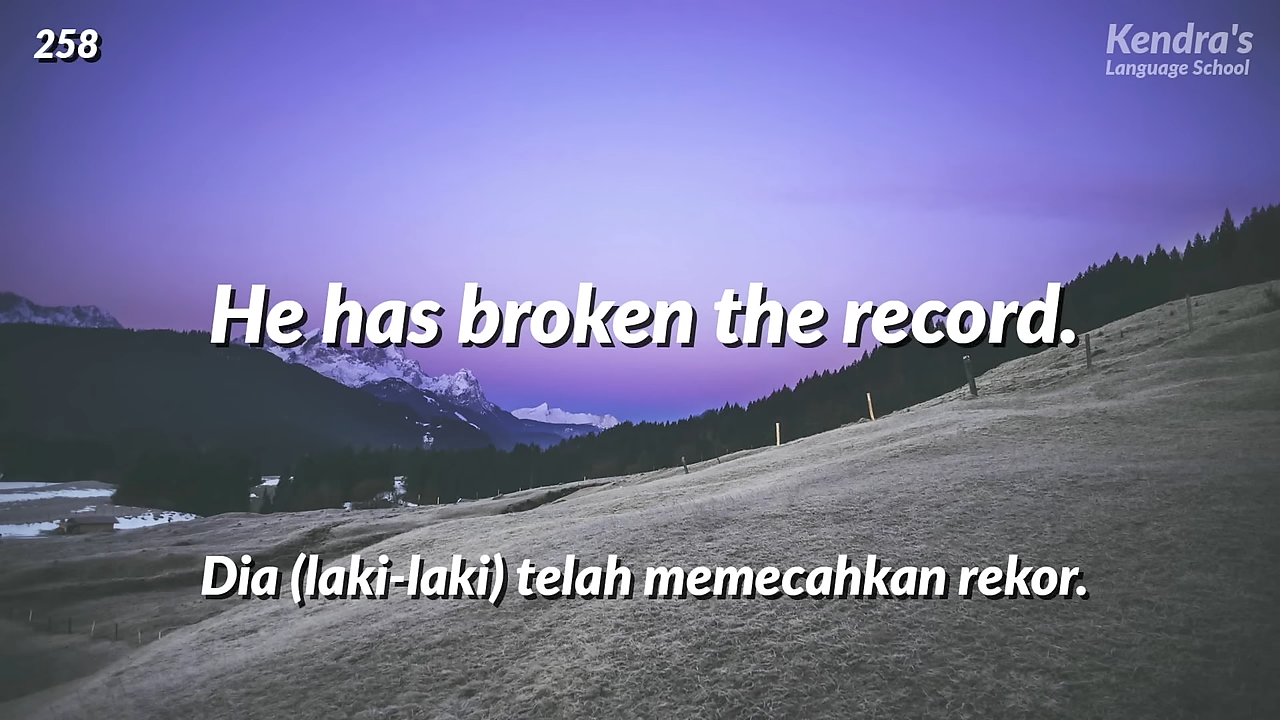 258
Kendra's
Language School
He has broken the record.
Dia (laki-laki) telah memecahkan rekor.